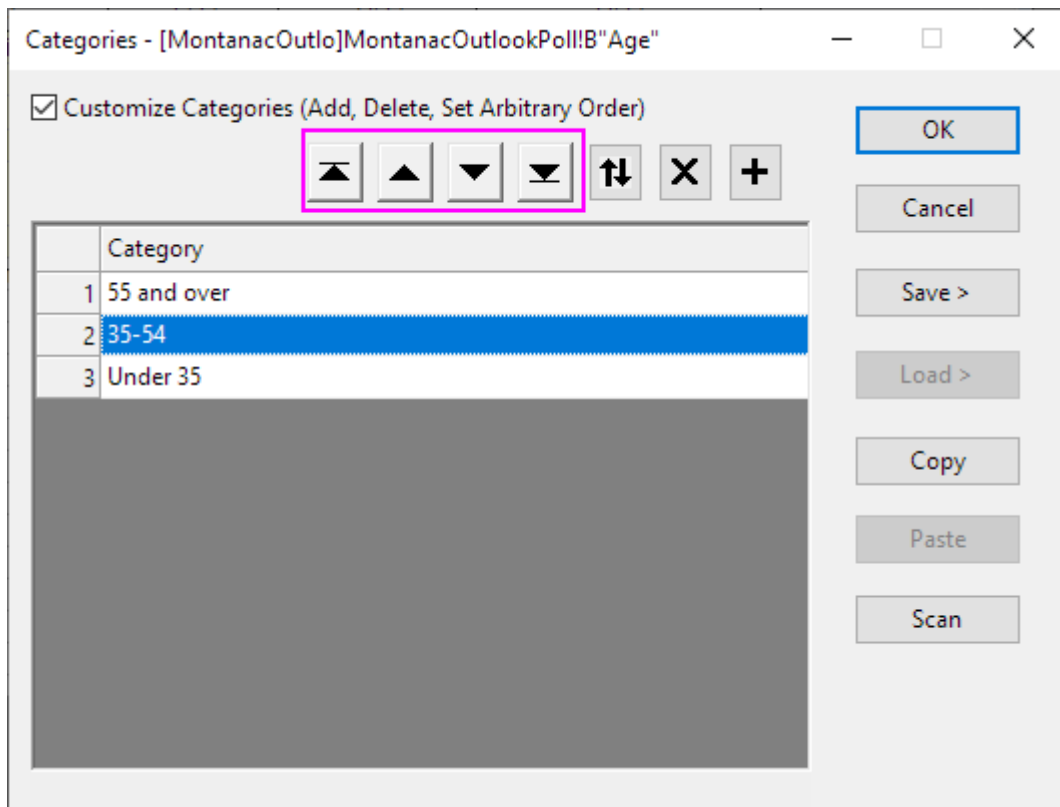 Categories - [MontanacOutlo]MontanacOutlookPoll!B"Age"
Customize Categories (Add, Delete, Set Arbitrary Order)
OK
Cancel
Category
1 55 and over
2 35-54
3 Under 35
Save >
Load >
Copy
Paste
Scan